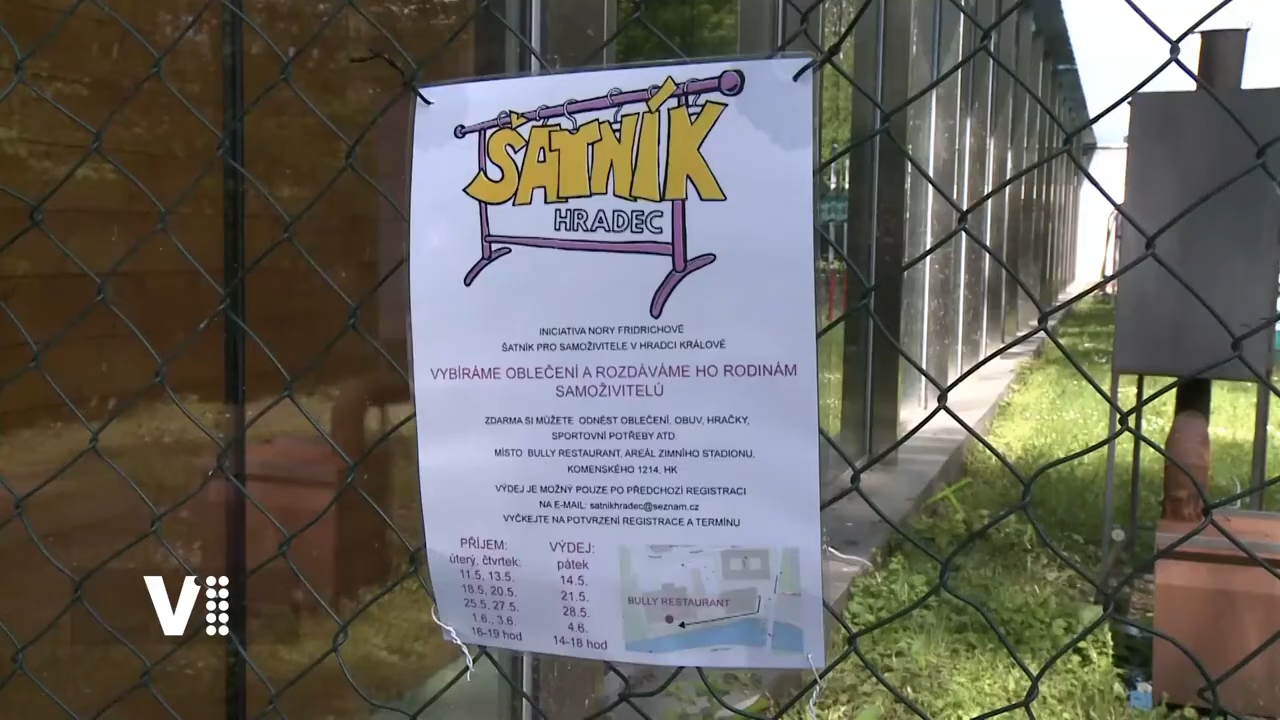 ŠATNÍK
HRADEC
INICIATIVA NORY FRIDRICHOVÉ
ŠATNÍK PRO SAMOŽIVITELE V HRADCI KRÁLOVÉ
VYBÍRÁME OBLEČENÍ A ROZDÁVÁME HO RODINÁM
SAMOŽIVITELŮ
ZDARMA SI MŮŽETE ODNÉST OBLEČENÍ, OBUV, HRAČKY,
SPORTOVNÍ POTŘEBY ATD.
MÍSTO BULLY RESTAURANT, AREÁL ZIMNÍHO STADIONU,
KOMENSKÉHO 1214, HK
VÝDEJ JE MOŽNÝ POUZE PO PŘEDCHOZÍ REGISTRACI
NA E-MAIL: satnikhradec@seznam.cz
VYČKEJTE NA POTVRZENÍ REGISTRACE A TERMÍNU
PŘÍJEM:
úterý, čtvrtek:
11.5, 13.5.
18.5, 20.5.
25.5, 27.5.
1.6., 3.6.
16-19 hod
VÝDEJ:
pátek
14.5.
21.5.
28.5.
4.6.
14-18 hod
BULLY RESTAURANT
V